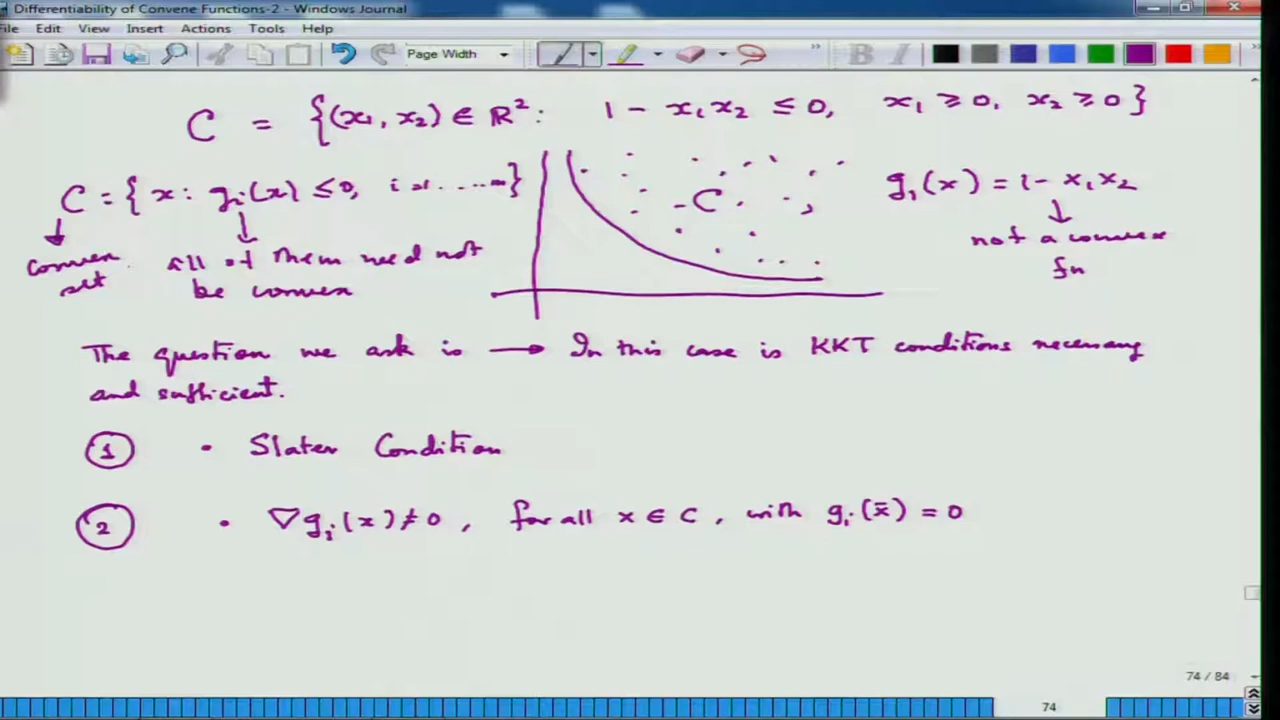 Differentiability of Convene Functions-2 - Windows Journal
File Edit View Insert Actions Tools Help
Page Width
C = {(x₁, x₂) ∈ ℝ²: 1 - x₁x₂ ≤ 0, x₁ ≥ 0, x₂ ≥ 0}
C = { x: gᵢ(x) ≤ 0, i = 1.....m}
C
g₁(x) = 1 - x₁x₂
convex set
all of them need not be convex
not a convex fn
The question we ask is → In this case is KKT conditions necessary
and sufficient.
① • Slater Condition
② • ∇gᵢ(x) ≠ 0, for all x ∈ C, with gᵢ(x̄) = 0
74 / 84
74